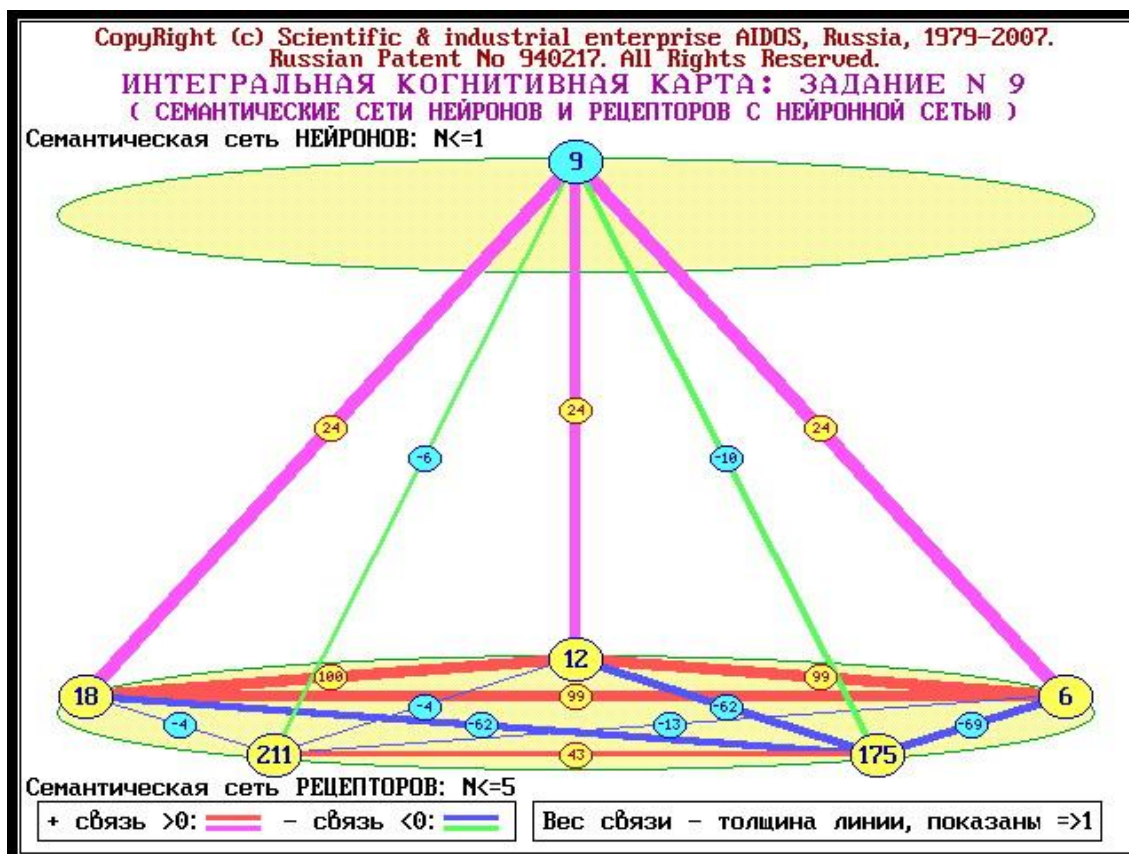 CopyRight (c) Scientific & industrial enterprise AIDOS, Russia, 1979-2007.
Russian Patent No 940217. All Rights Reserved.
ИНТЕГРАЛЬНАЯ КОГНИТИВНАЯ КАРТА: ЗАДАНИЕ N 9
( СЕМАНТИЧЕСКИЕ СЕТИ НЕЙРОНОВ И РЕЦЕПТОРОВ С НЕЙРОННОЙ СЕТЬЮ )
Семантическая сеть НЕЙРОНОВ: N<=1
9
24
24
24
-6
-10
12
18
100
99
99
6
-4
-4
-62
-13
-62
-69
211
43
175
Семантическая сеть РЕЦЕПТОРОВ: N<=5
+ связь >0: - связь <0:
Вес связи - толщина линии, показаны =>1